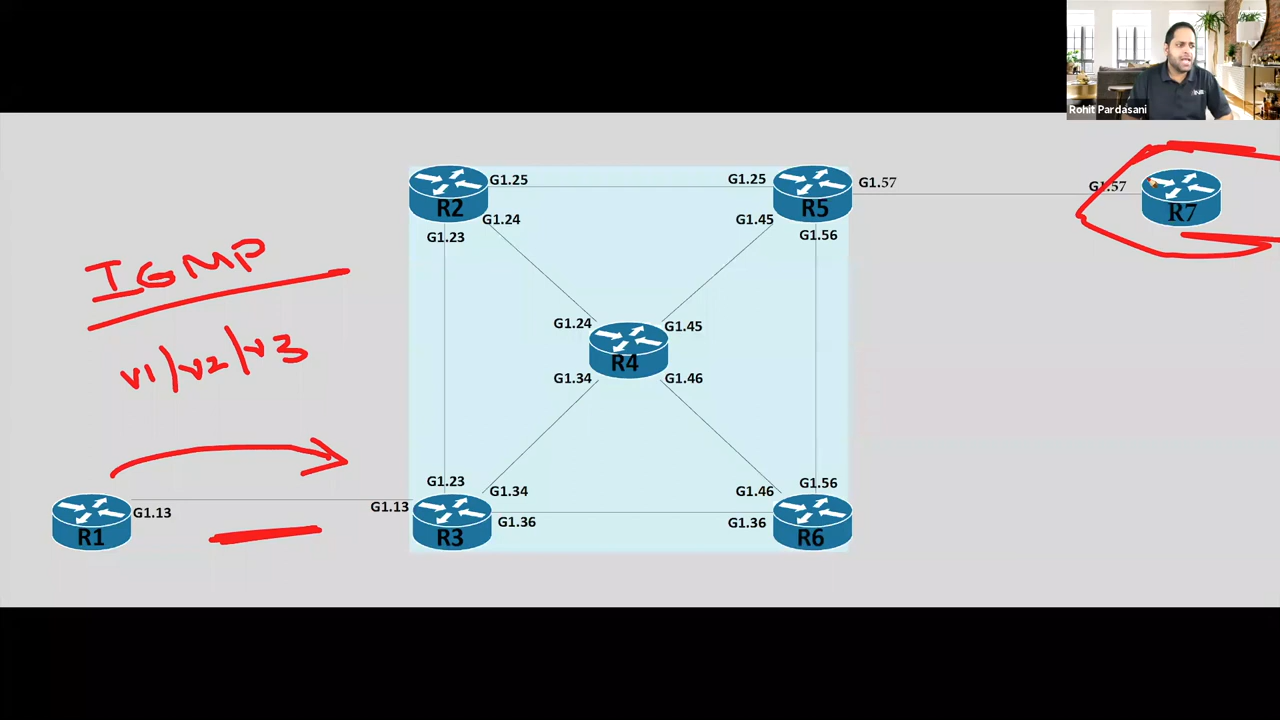 Rohit Pardasani
R2
G1.25
G1.25
R5
G1.57
G1.57
R7
G1.24
G1.23
G1.45
G1.56
IGMP
v1/v2/v3
G1.24
G1.45
R4
G1.34
G1.46
G1.23
G1.34
G1.46
G1.56
R1
G1.13
G1.13
R3
G1.36
G1.36
R6